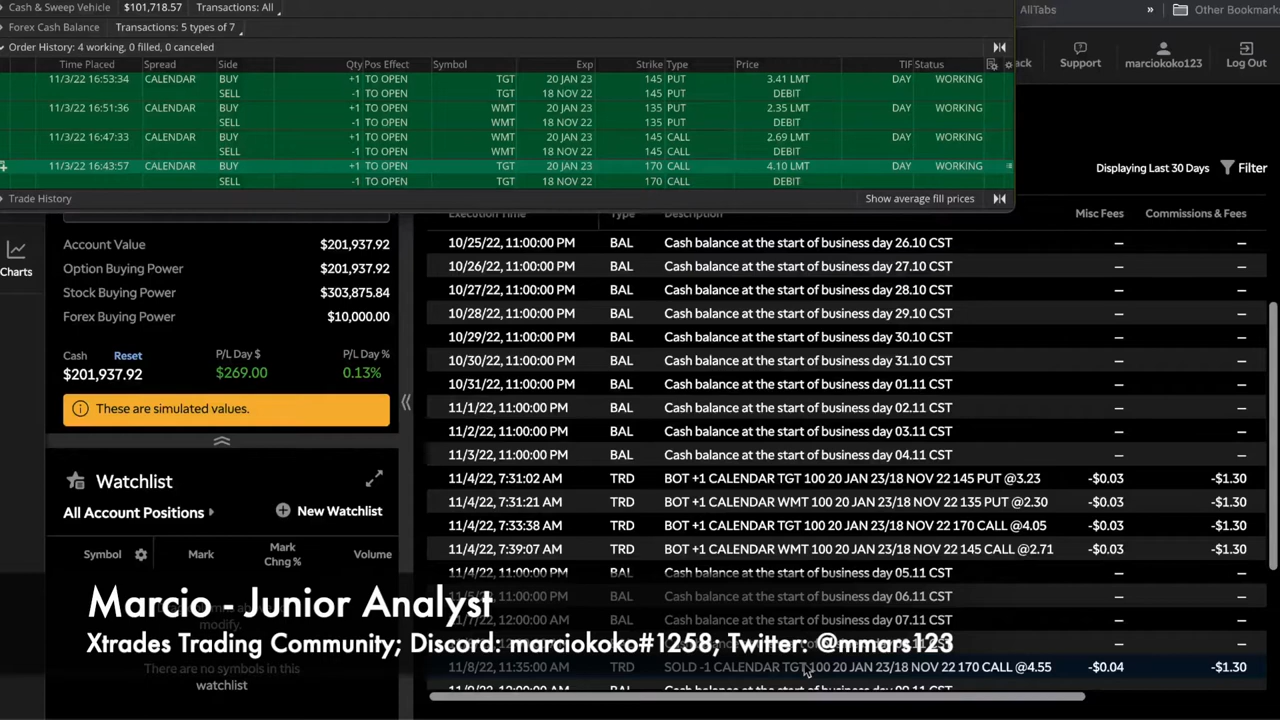 Cash & Sweep Vehicle $101,718.57 Transactions: All
Forex Cash Balance Transactions: 5 types of 7
Order History: 4 working, 0 filled, 0 canceled
Time Placed Spread Side Qty Pos Effect Symbol Exp Strike Type Price TIF Status
11/3/22 16:53:34 CALENDAR BUY +1 TO OPEN TGT 20 JAN 23 145 PUT 3.41 LMT DAY WORKING
SELL -1 TO OPEN TGT 18 NOV 22 145 PUT DEBIT
11/3/22 16:51:36 CALENDAR BUY +1 TO OPEN WMT 20 JAN 23 135 PUT 2.35 LMT DAY WORKING
SELL -1 TO OPEN WMT 18 NOV 22 135 PUT DEBIT
11/3/22 16:47:33 CALENDAR BUY +1 TO OPEN WMT 20 JAN 23 145 CALL 2.69 LMT DAY WORKING
SELL -1 TO OPEN WMT 18 NOV 22 145 CALL DEBIT
11/3/22 16:43:57 CALENDAR BUY +1 TO OPEN TGT 20 JAN 23 170 CALL 4.10 LMT DAY WORKING
SELL -1 TO OPEN TGT 18 NOV 22 170 CALL DEBIT
Trade History Show average fill prices
AllTabs » Other Bookmarks
ack Support marciokoko123 Log Out
Displaying Last 30 Days Filter
Charts
Account Value $201,937.92
Option Buying Power $201,937.92
Stock Buying Power $303,875.84
Forex Buying Power $10,000.00
Cash Reset P/L Day $ P/L Day %
$201,937.92 $269.00 0.13%
These are simulated values.
Watchlist
All Account Positions New Watchlist
Symbol Mark Mark Chng % Volume
modify.
There are no symbols in this
watchlist
Execution Time Type Description Misc Fees Commissions & Fees
10/25/22, 11:00:00 PM BAL Cash balance at the start of business day 26.10 CST – –
10/26/22, 11:00:00 PM BAL Cash balance at the start of business day 27.10 CST – –
10/27/22, 11:00:00 PM BAL Cash balance at the start of business day 28.10 CST – –
10/28/22, 11:00:00 PM BAL Cash balance at the start of business day 29.10 CST – –
10/29/22, 11:00:00 PM BAL Cash balance at the start of business day 30.10 CST – –
10/30/22, 11:00:00 PM BAL Cash balance at the start of business day 31.10 CST – –
10/31/22, 11:00:00 PM BAL Cash balance at the start of business day 01.11 CST – –
11/1/22, 11:00:00 PM BAL Cash balance at the start of business day 02.11 CST – –
11/2/22, 11:00:00 PM BAL Cash balance at the start of business day 03.11 CST – –
11/3/22, 11:00:00 PM BAL Cash balance at the start of business day 04.11 CST – –
11/4/22, 7:31:02 AM TRD BOT +1 CALENDAR TGT 100 20 JAN 23/18 NOV 22 145 PUT @3.23 -$0.03 -$1.30
11/4/22, 7:31:21 AM TRD BOT +1 CALENDAR WMT 100 20 JAN 23/18 NOV 22 135 PUT @2.30 -$0.03 -$1.30
11/4/22, 7:33:38 AM TRD BOT +1 CALENDAR TGT 100 20 JAN 23/18 NOV 22 170 CALL @4.05 -$0.03 -$1.30
11/4/22, 7:39:07 AM TRD BOT +1 CALENDAR WMT 100 20 JAN 23/18 NOV 22 145 CALL @2.71 -$0.03 -$1.30
11/4/22, 11:00:00 PM BAL Cash balance at the start of business day 05.11 CST – –
11/5/22, 11:00:00 PM BAL Cash balance at the start of business day 06.11 CST – –
12:00:00 AM BAL Cash balance at the start of business day 07.11 CST – –
11/8/22, 11:35:00 AM TRD SOLD -1 CALENDAR TGT 100 20 JAN 23/18 NOV 22 170 CALL @4.55 -$0.04 -$1.30
Marcio - Junior Analyst
Xtrades Trading Community; Discord: marciokoko#1258; Twitter: @mmars123